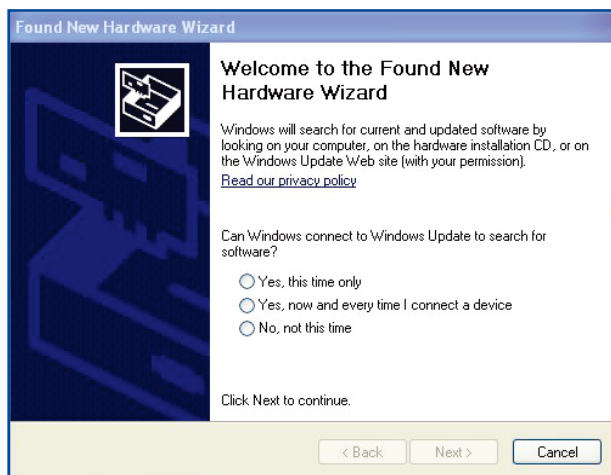 Found New Hardware Wizard
Welcome to the Found New
Hardware Wizard
Windows will search for current and updated software by
looking on your computer, on the hardware installation CD, or on
the Windows Update Web site (with your permission).
Read our privacy policy
Can Windows connect to Windows Update to search for
software?
Yes, this time only
Yes, now and every time I connect a device
No, not this time
Click Next to continue.
< Back
Next >
Cancel